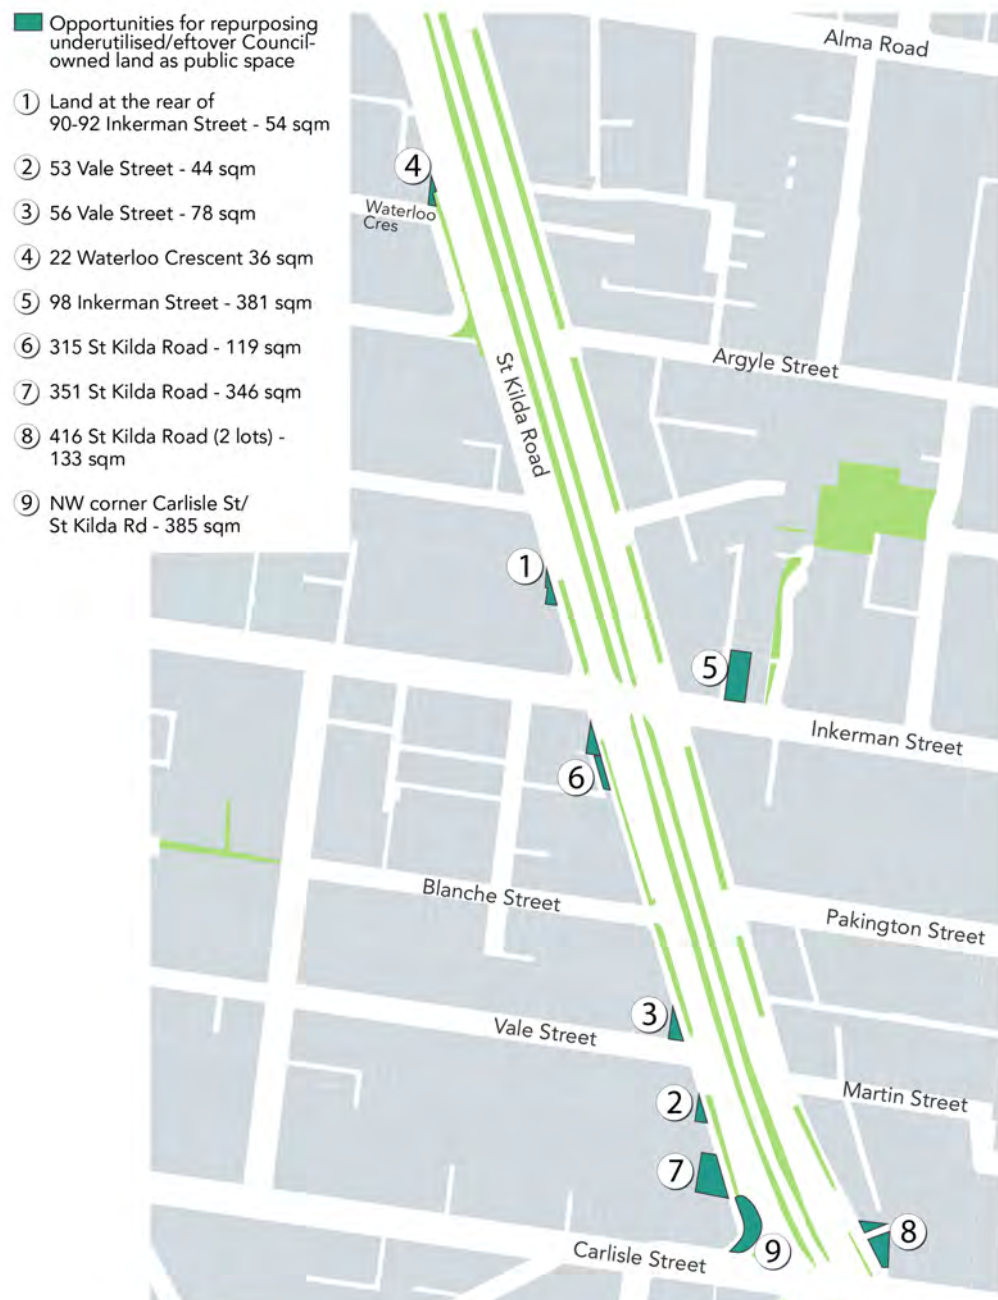 Opportunities for repurposing
underutilised/eftover Council-
owned land as public space
1 Land at the rear of
90-92 Inkerman Street - 54 sqm
2 53 Vale Street - 44 sqm
3 56 Vale Street - 78 sqm
4 22 Waterloo Crescent 36 sqm
5 98 Inkerman Street - 381 sqm
6 315 St Kilda Road - 119 sqm
7 351 St Kilda Road - 346 sqm
8 416 St Kilda Road (2 lots) -
133 sqm
9 NW corner Carlisle St/
St Kilda Rd - 385 sqm
Alma Road
4
Waterloo
Cres
Argyle Street
St Kilda Road
1
5
Inkerman Street
6
Blanche Street
Pakington Street
3
Vale Street
Martin Street
2
7
8
9
Carlisle Street